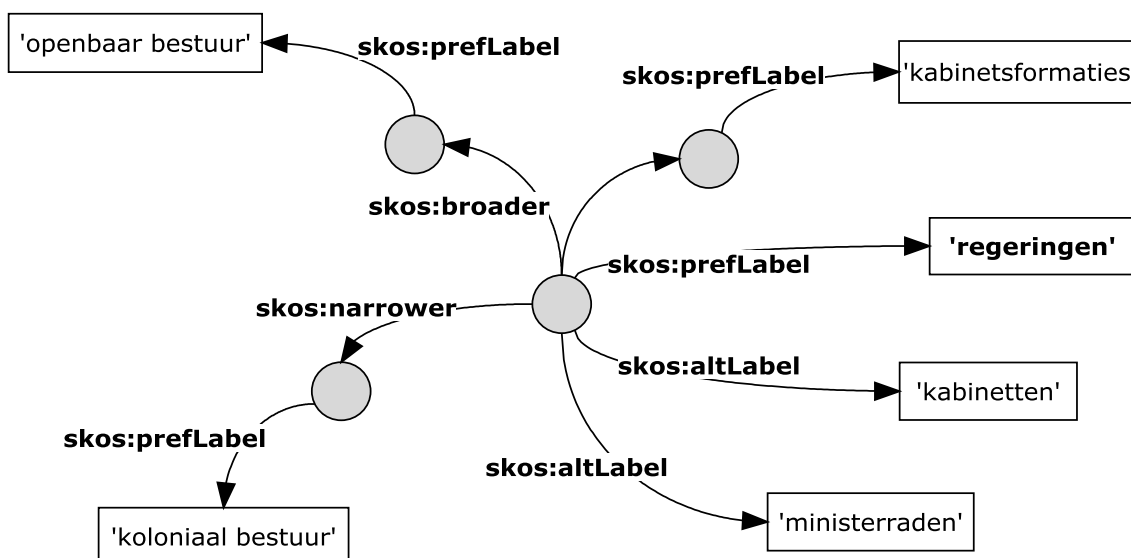 'openbaar bestuur'
skos:prefLabel
skos:prefLabel
'kabinetsformaties
skos:broader
'regeringen'
skos:prefLabel
skos:narrower
skos:altLabel
'kabinetten'
skos:prefLabel
skos:altLabel
'ministerraden'
'koloniaal bestuur'